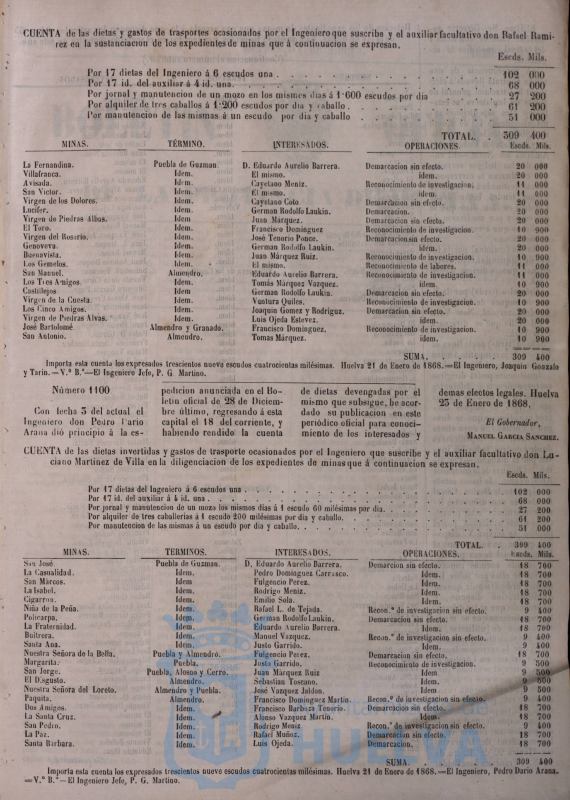 CUENTA de las dietas y gastos de trasportes ocasionados por el Ingeniero que suscribe y el auxiliar facultativo don Rafael Rami-
rez en la sustanciacion de los expedientes de minas que á continuacion se expresan.
Escds. Mils.
Por 17 dietas del Ingeniero á 6 escudos una . . . 102 000
Por 17 id. del auxiliar á 4 id. una. . . . 68 000
Por jornal y manutencion de un mozo en los mismos dias á 1·600 escudos por dia . . . 27 200
Por alquiler de tres caballos á 1·200 escudos por dia y caballo . . . 61 200
Por manutencion de las mismas á un escudo por dia y caballo . . . 51 000
TOTAL. . 309 400
MINAS. TÉRMINO. INTERESADOS. OPERACIONES. Escds. Mils.
La Fernandina. Puebla de Guzman. D. Eduardo Aurelio Barrera. Demarcacion sin efecto. 20 000
Villafranca. Idem. El mismo. idem. 20 000
Avisada. Idem. Cayetano Meniz. Reconocimiento de investigacion. 11 000
San Victor. Idem. El mismo. idem. 11 000
Virgen de los Dolores. Idem. Cayetano Coto Demarcacion sin efecto. 20 000
Lucifer. Idem. German Rodolfo Laukin. Demarcacion. 20 000
Virgen de Piedras Albas. Idem. Juan Márquez. Demarcacion sin efecto. 20 000
El Toro. Idem. Francisco Dominguez Reconocimiento de investigacion. 10 900
Virgen del Rosario. Idem. José Tenorio Ponce. Demarcacion sin efecto. 20 000
Genoveva. Idem. German Rodolfo Laukin. idem. 20 000
Buenavista. Idem. Juan Márquez Ruiz. Reconocimiento de investigacion. 10 900
Los Gemelos. Idem. El mismo. Reconocimiento de labores. 11 000
San Manuel. Almendro. Eduardo Aurelio Barrera. Reconocimiento de investigacion. 11 000
Los Tres Amigos. Idem. Tomás Márquez Vazquez. idem 10 900
Castillejos Idem. German Rodolfo Laukin. Demarcacion sin efecto. 20 000
Virgen de la Cuesta. Idem. Ventura Quiles. Reconocimiento de investigacion. 10 900
Los Cinco Amigos. Idem. Joaquin Gomez y Rodriguz. Demarcacion sin efecto. 20 000
Virgen de Piedras Alvas. Idem. Luis Ojeda Estevez. idem. 20 000
José Bartolomé Almendro y Granado. Francisco Dominguez. Reconocimiento de investigacion. 10 900
San Antonio. Almendro. Tomas Márquez. idem. 10 900
SUMA. . . . 309 400
Importa esta cuenta los expresados trescientos nueve escudos cuatrocientas milésimas. Huelva 21 de Enero de 1868.—El Ingeniero, Joaquin Gonzalo
y Tarin.—V.° B.°—El Ingeniero Jefe, P. G. Martino.
Número 1100
Con fecha 3 del actual el
Ingeniero don Pedro Dario
Arana dió principio á la es-
pedicion anunciada en el Bo-
letin oficial de 28 de Diciem-
bre último, regresando á esta
capital el 18 del corriente, y
habiendo rendido la cuenta
de dietas devengadas por el
mismo que subsigue, he acor-
dado su publicacion en este
periódico oficial para conoci-
miento de los interesados y
demas efectos legales. Huelva
25 de Enero de 1868.
El Gobernador,
MANUEL GARCIA SANCHEZ.
CUENTA de las dietas invertidas y gastos de trasporte ocasionados por el Ingeniero que suscribe y el auxiliar facultativo don Lu-
ciano Martinez de Villa en la diligenciacion de los expedientes de minas que á continuacion se expresan.
Escds. Mils.
Por 17 dietas del Ingeniero á 6 escudos una . . . 102 000
Por 17 id. del auxiliar á 4 id. una . . . 68 000
Por jornal y manutencion de un mozo los mismos dias á 1 escudo 60 milésimas por dia. . . . 27 200
Por alquiler de tres caballerias á 1 escudo 200 milésimas por dia y caballo. . . . 61 200
Por manutencion de las mismas á un escudo por dia y caballo. . . . 51 000
TOTAL. . 309 400
MINAS. TERMINOS. INTERESADOS. OPERACIONES. Escds. Mils.
San José. Puebla de Guzman. D. Eduardo Aurelio Barrera. Demarcion sin efecto. 18 700
La Casualidad. Idem. Pedro Dominguez Carrasco. Idem. 18 700
San Marcos. Idem Fulgencio Perez. Idem. 18 700
La Isabel. Idem. Rodrigo Meniz. Idem. 18 700
Cigarron. Idem. Emilio Sola. Idem. 18 700
Niña de la Peña. Idem. Rafael L. de Tejada. Recon.° de investigacion sin efecto. 9 400
Policarpa. Idem. German Rodolfo Laukin. Demarcacion sin efecto. 18 700
La Fraternidad. Idem. Eduardo Aurelio Barrera. Idem. 18 700
Buitrera. Idem. Manuel Vazquez. Recon.° de investigacion sin efecto. 9 400
Santa Ana. Idem. Justo Garrido. Idem. 9 400
Nuestra Señora de la Bella. Puebla y Almendro. Fulgencio Perez. Demarcacion sin efecto. 18 700
Margarita. Puebla. Justa Garrido. Reconocimiento de investigacion. 9 500
San Jorge. Puebla, Alosno y Cerro. Juan Márquez Ruiz Idem 9 500
El Disgusto. Almendro. Sebastian Toscano. Idem. 9 500
Nuestra Señora del Loreto. Almendro y Puebla. José Vazquez Jaldon. Idem 9 500
Paquita. Almendro. Francisco Dominguez Martin. Recon.° de investigacion sin efecto. 9 400
Dos Amigos. Idem. Francisco Barbosa Tenorio. Demarcacion sin efecto. 18 700
La Santa Cruz. Idem. Alonso Vazquez Martin. Idem. 18 700
San Pedro. Idem. Rodrigo Meniz Recon.° de investigacion sin efecto. 9 400
La Paz. Idem. Rafael Muñoz. Demarcacion sin efecto. 18 700
Santa Bárbara. Idem. Luis Ojeda. Demarcacion. 18 700
SUMA. . . . 309 400
Importa esta cuenta los expresados trescientos nueve escudos cuatrocientas milésimas. Huelva 21 de Enero de 1868.—El Ingeniero, Pedro Dario Arana.
—V.° B.°—El Ingeniero Jefe, P. G. Martino.
HUELVA